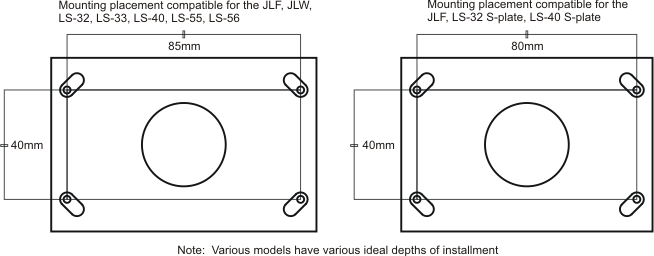 Mounting placement compatible for the JLF, JLW,
LS-32, LS-33, LS-40, LS-55, LS-56
85mm
40mm
Mounting placement compatible for the
JLF, LS-32 S-plate, LS-40 S-plate
80mm
40mm
Note: Various models have various ideal depths of installment